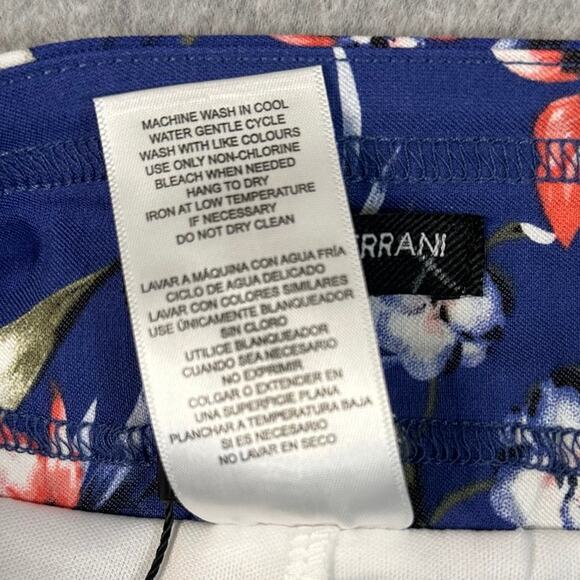 MACHINE WASH IN COOL
WATER GENTLE CYCLE
WASH WITH LIKE COLOURS
USE ONLY NON-CHLORINE
BLEACH WHEN NEEDED
HANG TO DRY
IRON AT LOW TEMPERATURE
IF NECESSARY
DO NOT DRY CLEAN
LAVAR A MÁQUINA CON AGUA FRÍA
CICLO DE AGUA DELICADO
LAVAR CON COLORES SIMILARES
USE ÚNICAMENTE BLANQUEADOR
SIN CLORO
UTILICE BLANQUEADOR
CUANDO SEA NECESARIO
NO EXPRIMIR
COLGAR O EXTENDER EN
UNA SUPERFICIE PLANA
PLANCHAR A TEMPERATURA BAJA
SI ES NECESARIO
NO LAVAR EN SECO
ERRANI